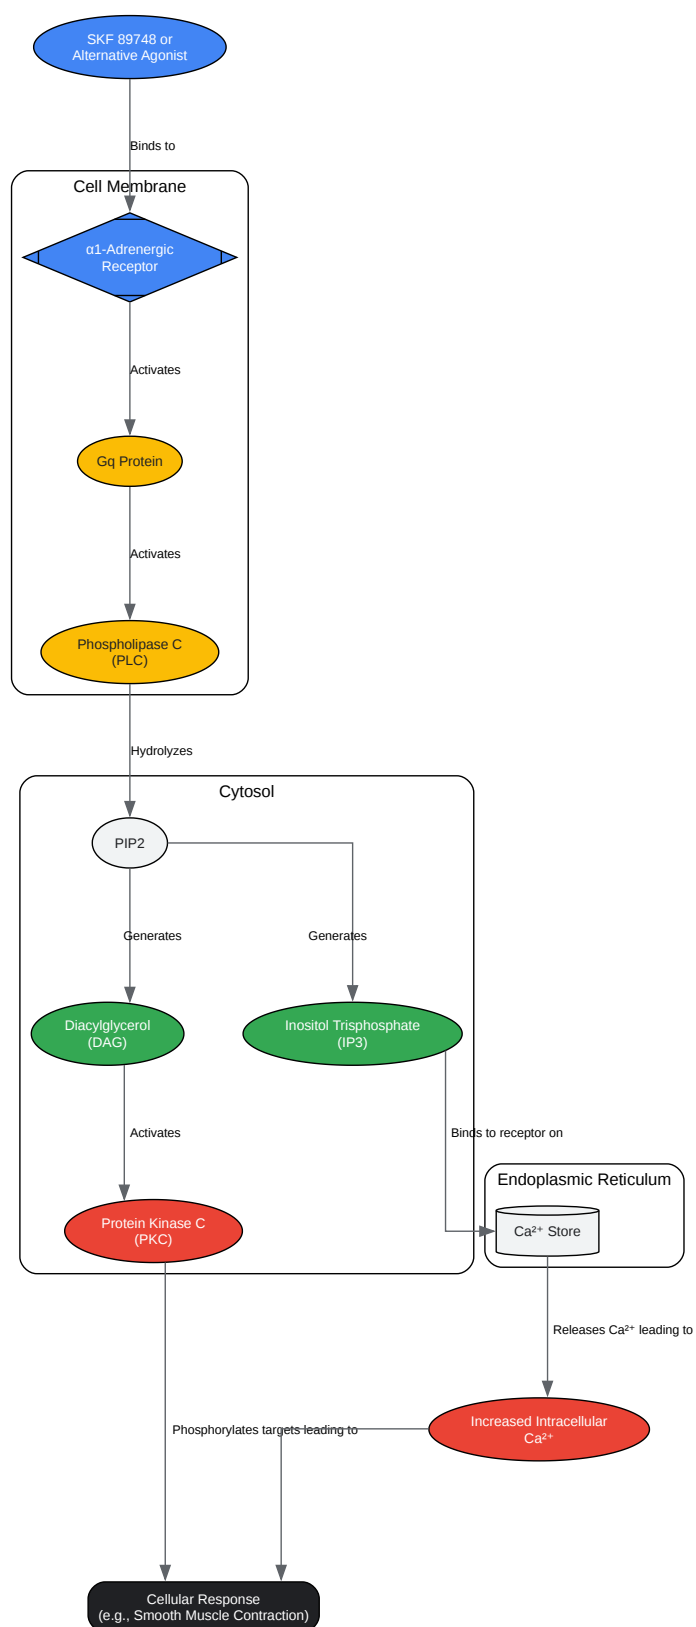 SKF 89748 or
Alternative Agonist
Binds to
Cell Membrane
α1-Adrenergic
Receptor
Activates
Gq Protein
Activates
Phospholipase C
(PLC)
Hydrolyzes
Cytosol
PIP2
Generates
Generates
Diacylglycerol
(DAG)
Inositol Trisphosphate
(IP3)
Activates
Binds to receptor on
Endoplasmic Reticulum
Protein Kinase C
(PKC)
Ca²⁺ Store
Releases Ca²⁺ leading to
Increased Intracellular
Ca²⁺
Phosphorylates targets leading to
Cellular Response
(e.g., Smooth Muscle Contraction)